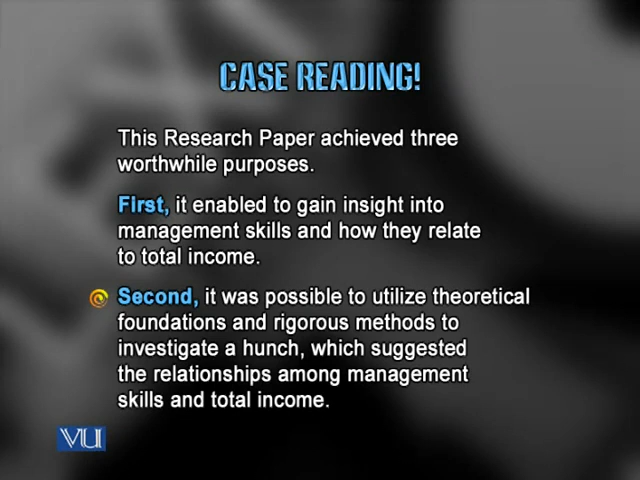 CASE READING!
This Research Paper achieved three
worthwhile purposes.
First, it enabled to gain insight into
management skills and how they relate
to total income.
Second, it was possible to utilize theoretical
foundations and rigorous methods to
investigate a hunch, which suggested
the relationships among management
skills and total income.
VU